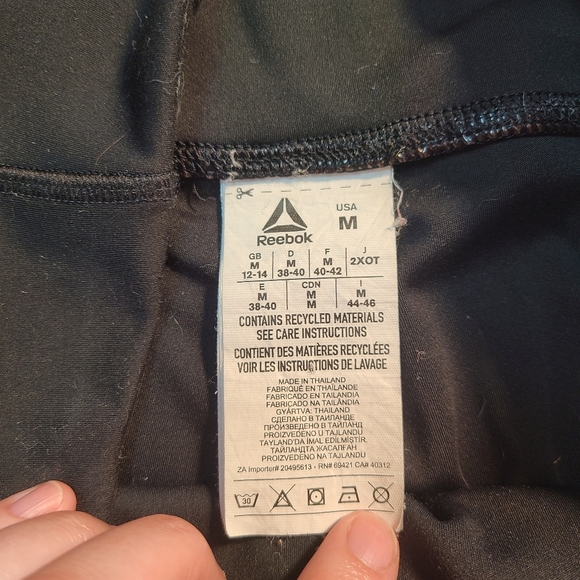 Reebok
USA
M
GB D F J
M M M 2XOT
12-14 38-40 40-42
E CDN I
M M M
38-40 M 44-46
CONTAINS RECYCLED MATERIALS
SEE CARE INSTRUCTIONS
CONTIENT DES MATIÈRES RECYCLÉES
VOIR LES INSTRUCTIONS DE LAVAGE
MADE IN THAILAND
FABRIQUÉ EN THAÏLANDE
FABRICADO EN TAILANDIA
FABRICADO NA TAILÂNDIA
GYÁRTVA: THAILAND
СДЕЛАНО В ТАИЛАНДЕ
ПРОИЗВЕДЕНО В ТАЙЛАНД
PROIZVEDENO U TAJLANDU
TAYLAND'DA IMAL EDİLMİŞTİR.
ТАЙЛАНДТА ЖАСАЛҒАН
PROIZVEDENO NA TAJLANDU
ZA Importer# 20495613 - RN# 69421 CA# 40312
30